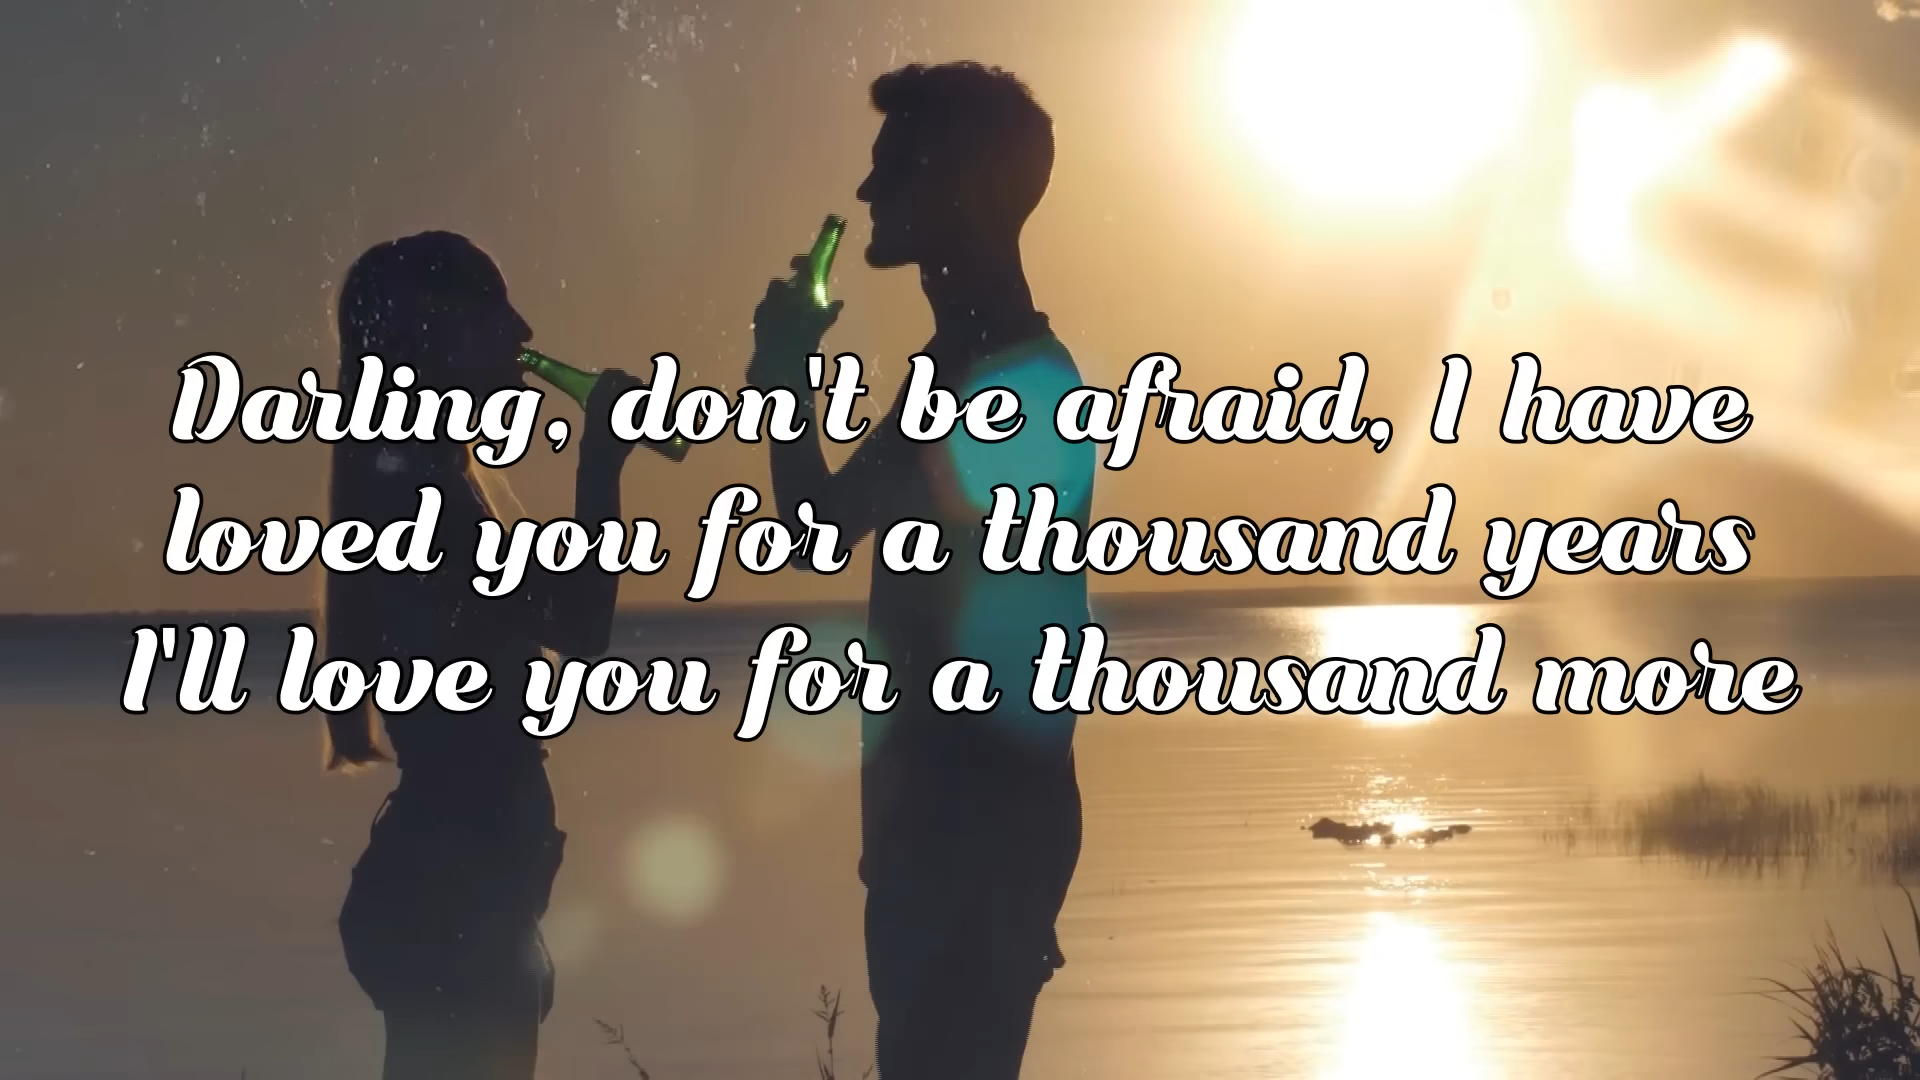 Darling, don't be afraid, I have
loved you for a thousand years
I'll love you for a thousand more